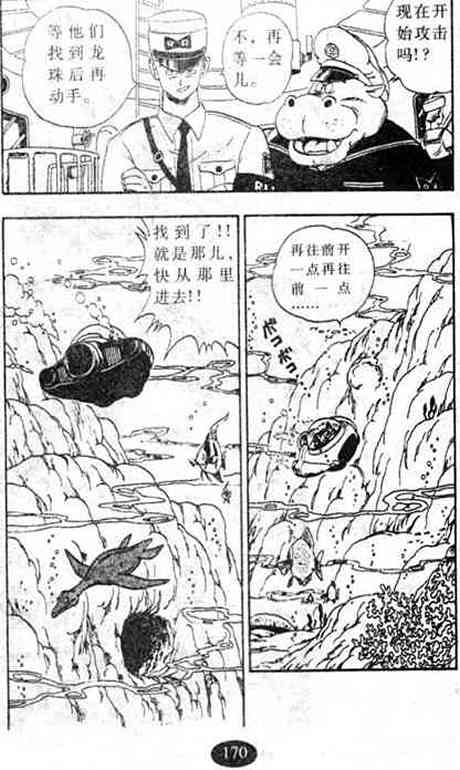 现在开
始攻击
吗!?
不,再
等一会
儿。
等他们
找到龙
珠后再
动手。
再往前开
一点再往
前一点
……
找到了!!
就是那儿,
快从那里
进去!!
170